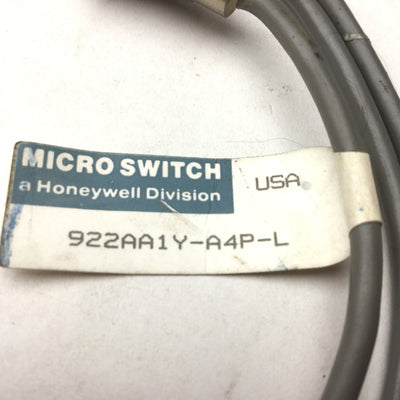 MICRO SWITCH
a Honeywell Division
USA
922AA1Y-A4P-L